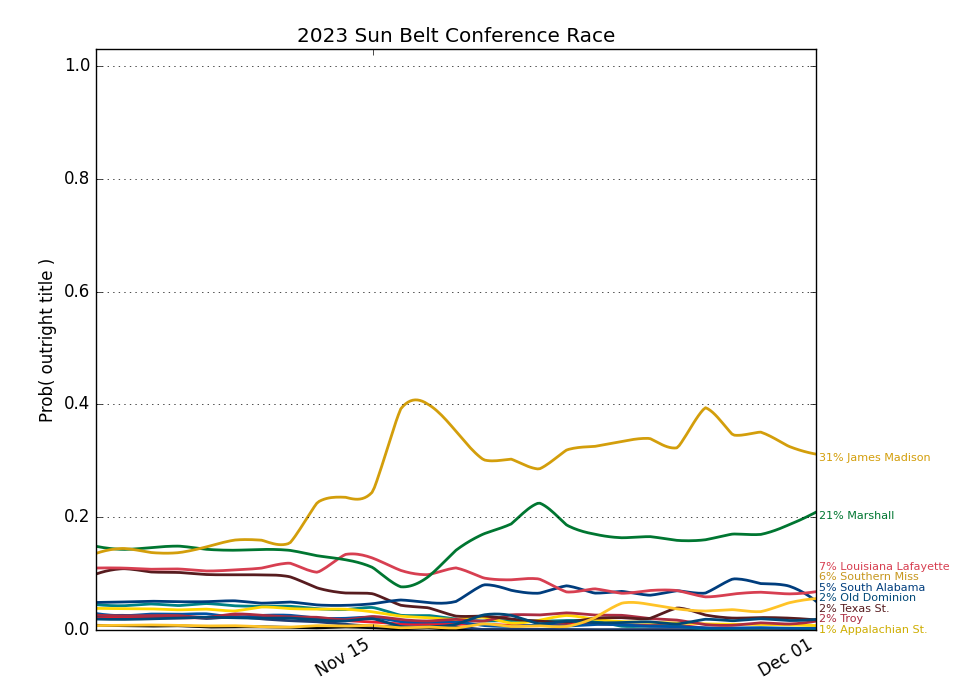 2023 Sun Belt Conference Race
Prob( outright title )
1.0
0.8
0.6
0.4
0.2
0.0
Nov 15
Dec 01
31% James Madison
21% Marshall
7% Louisiana Lafayette
6% Southern Miss
5% South Alabama
2% Old Dominion
2% Texas St.
2% Troy
1% Appalachian St.